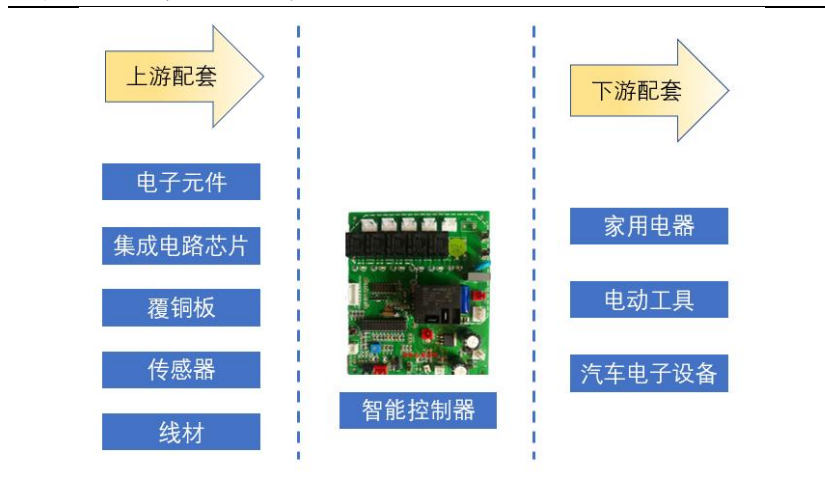 上游配套
电子元件
集成电路芯片
覆铜板
传感器
线材
智能控制器
下游配套
家用电器
电动工具
汽车电子设备